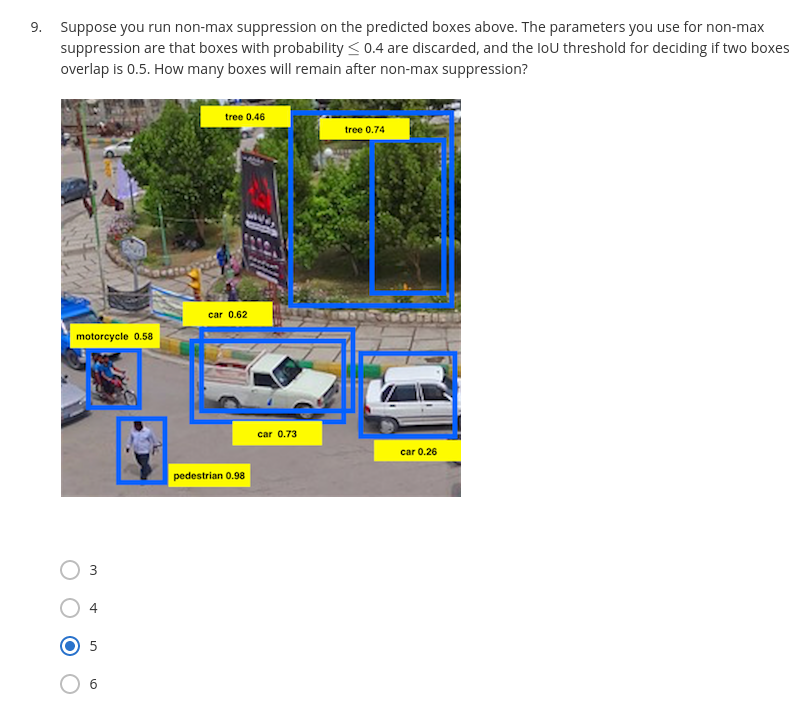 9. Suppose you run non-max suppression on the predicted boxes above. The parameters you use for non-max
suppression are that boxes with probability ≤ 0.4 are discarded, and the IoU threshold for deciding if two boxes
overlap is 0.5. How many boxes will remain after non-max suppression?
tree 0.46
tree 0.74
car 0.62
motorcycle 0.58
car 0.73
car 0.26
pedestrian 0.98
3
4
5
6